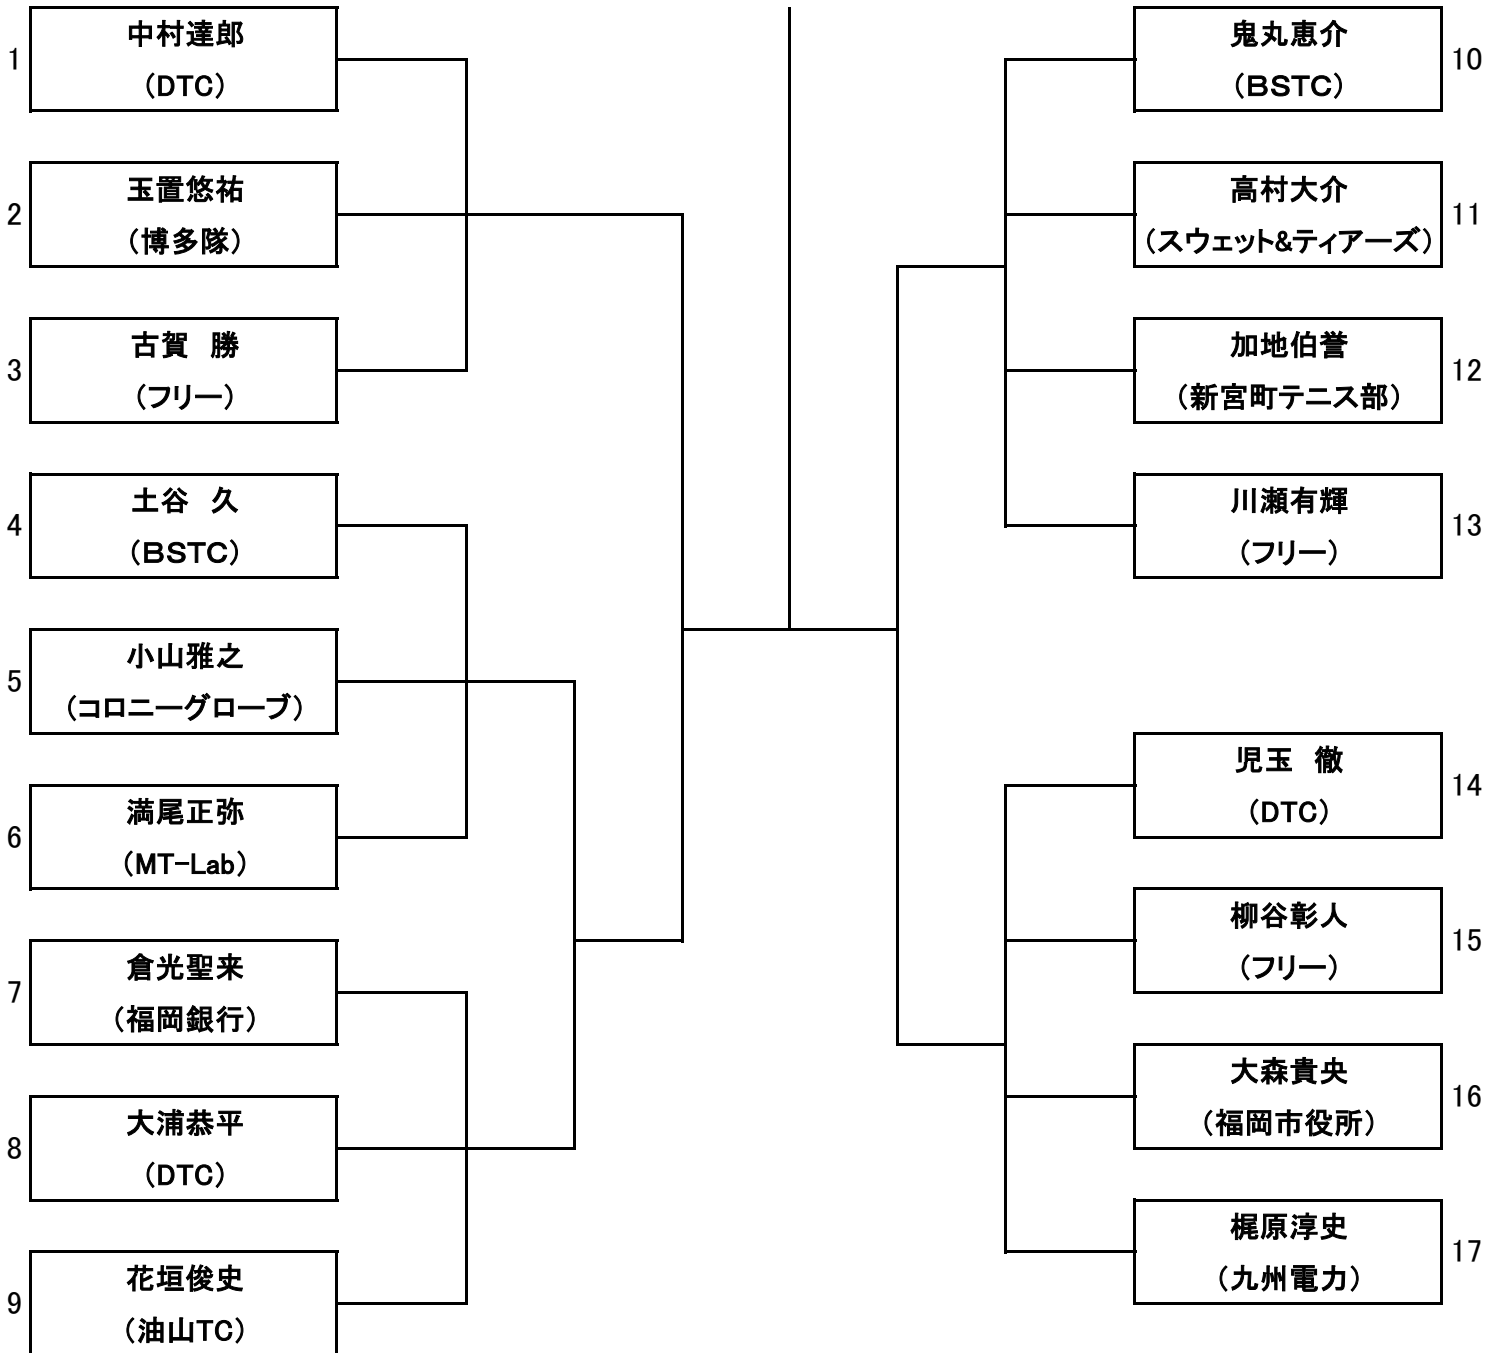 1
中村達郎
(DTC)
2
玉置悠祐
(博多隊)
3
古賀　勝
(フリー)
4
土谷　久
(BSTC)
5
小山雅之
(コロニーグローブ)
6
満尾正弥
(MT-Lab)
7
倉光聖来
(福岡銀行)
8
大浦恭平
(DTC)
9
花垣俊史
(油山TC)
鬼丸恵介
(BSTC)
10
高村大介
(スウェット&ティアーズ)
11
加地伯誉
(新宮町テニス部)
12
川瀬有輝
(フリー)
13
児玉　徹
(DTC)
14
柳谷彰人
(フリー)
15
大森貴央
(福岡市役所)
16
梶原淳史
(九州電力)
17